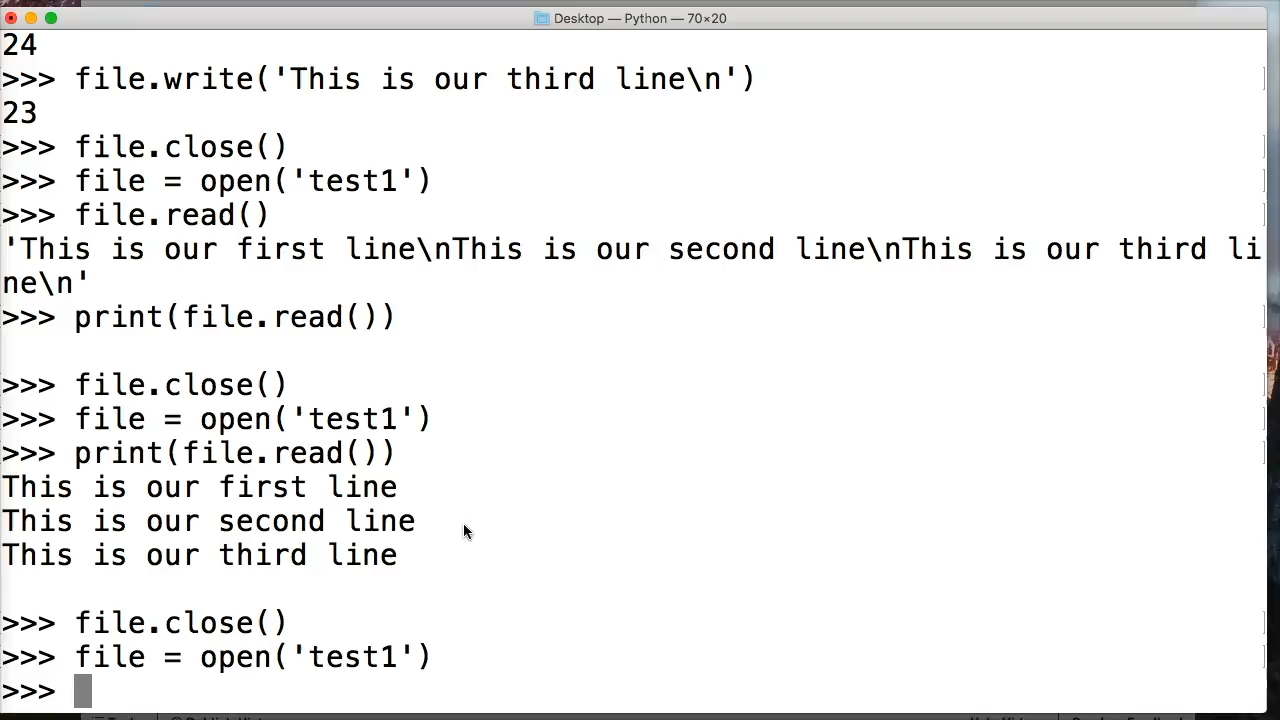 Desktop — Python — 70×20
24
>>> file.write('This is our third line\n')
23
>>> file.close()
>>> file = open('test1')
>>> file.read()
'This is our first line\nThis is our second line\nThis is our third li
ne\n'
>>> print(file.read())
>>> file.close()
>>> file = open('test1')
>>> print(file.read())
This is our first line
This is our second line
This is our third line
>>> file.close()
>>> file = open('test1')
>>>